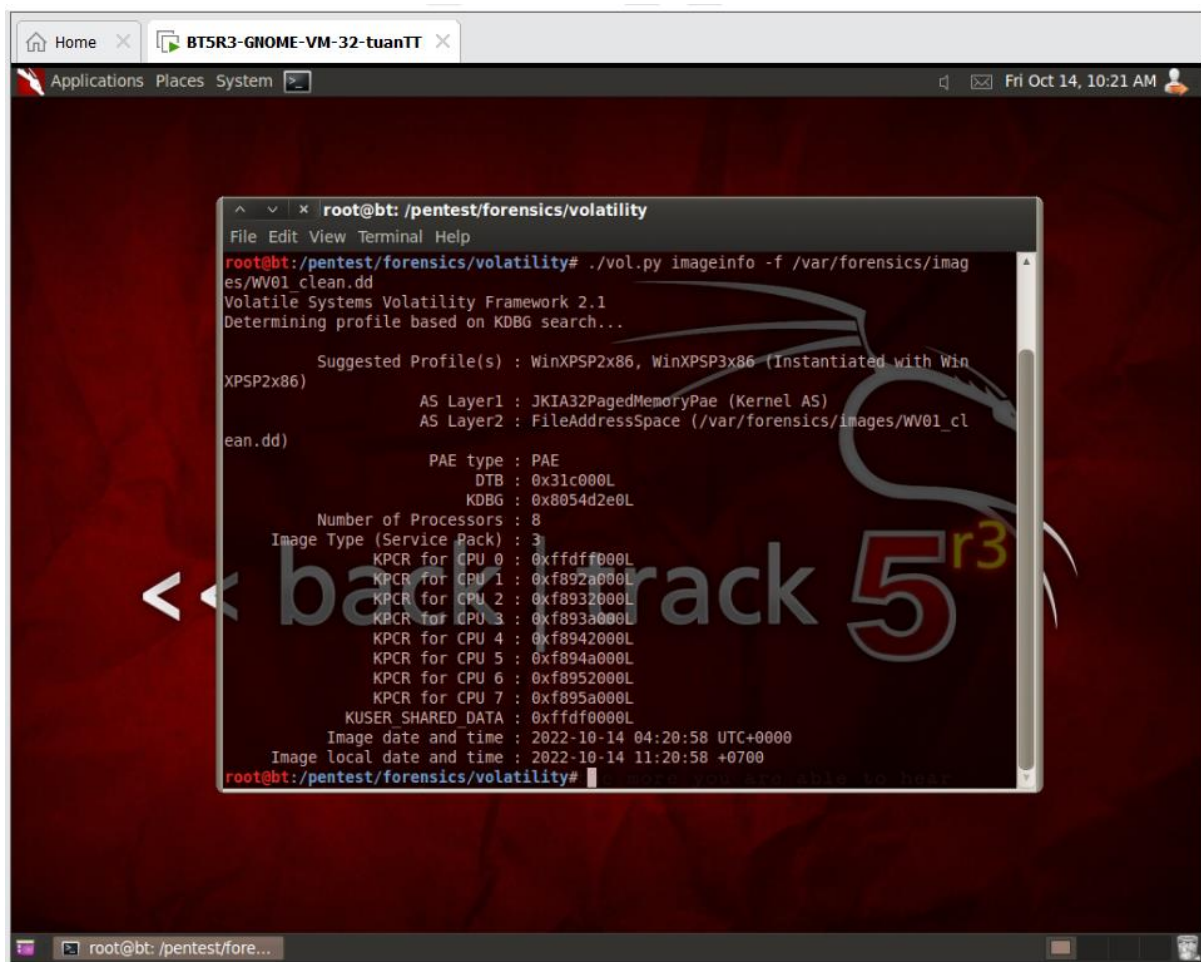 Home
BT5R3-GNOME-VM-32-tuanTT
Applications Places System
Fri Oct 14, 10:21 AM
root@bt: /pentest/forensics/volatility
File Edit View Terminal Help
root@bt:/pentest/forensics/volatility# ./vol.py imageinfo -f /var/forensics/imag
es/WV01_clean.dd
Volatile Systems Volatility Framework 2.1
Determining profile based on KDBG search...
Suggested Profile(s) : WinXPSP2x86, WinXPSP3x86 (Instantiated with Win
XPSP2x86)
AS Layer1 : JKIA32PagedMemoryPae (Kernel AS)
AS Layer2 : FileAddressSpace (/var/forensics/images/WV01_cl
ean.dd)
PAE type : PAE
DTB : 0x31c000L
KDBG : 0x8054d2e0L
Number of Processors : 8
Image Type (Service Pack) : 3
KPCR for CPU 0 : 0xffdff000L
KPCR for CPU 1 : 0xf892a000L
KPCR for CPU 2 : 0xf8932000L
KPCR for CPU 3 : 0xf893a000L
KPCR for CPU 4 : 0xf8942000L
KPCR for CPU 5 : 0xf894a000L
KPCR for CPU 6 : 0xf8952000L
KPCR for CPU 7 : 0xf895a000L
KUSER_SHARED_DATA : 0xffdf0000L
Image date and time : 2022-10-14 04:20:58 UTC+0000
Image local date and time : 2022-10-14 11:20:58 +0700
root@bt:/pentest/forensics/volatility#
more you are able to hear
<< back | track 5 r3
root@bt: /pentest/fore...